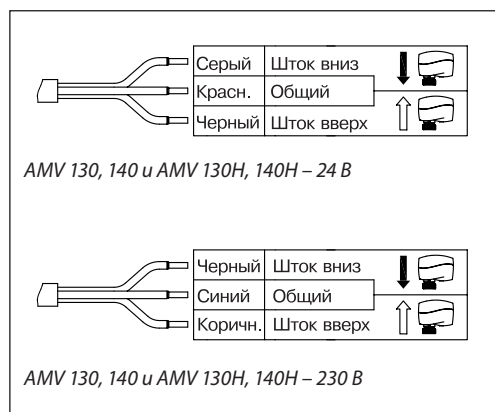 Серый Шток вниз
Красн. Общий
Черный Шток вверх
AMV 130, 140 и AMV 130H, 140H – 24 В
Черный Шток вниз
Синий Общий
Коричн. Шток вверх
AMV 130, 140 и AMV 130H, 140H – 230 В